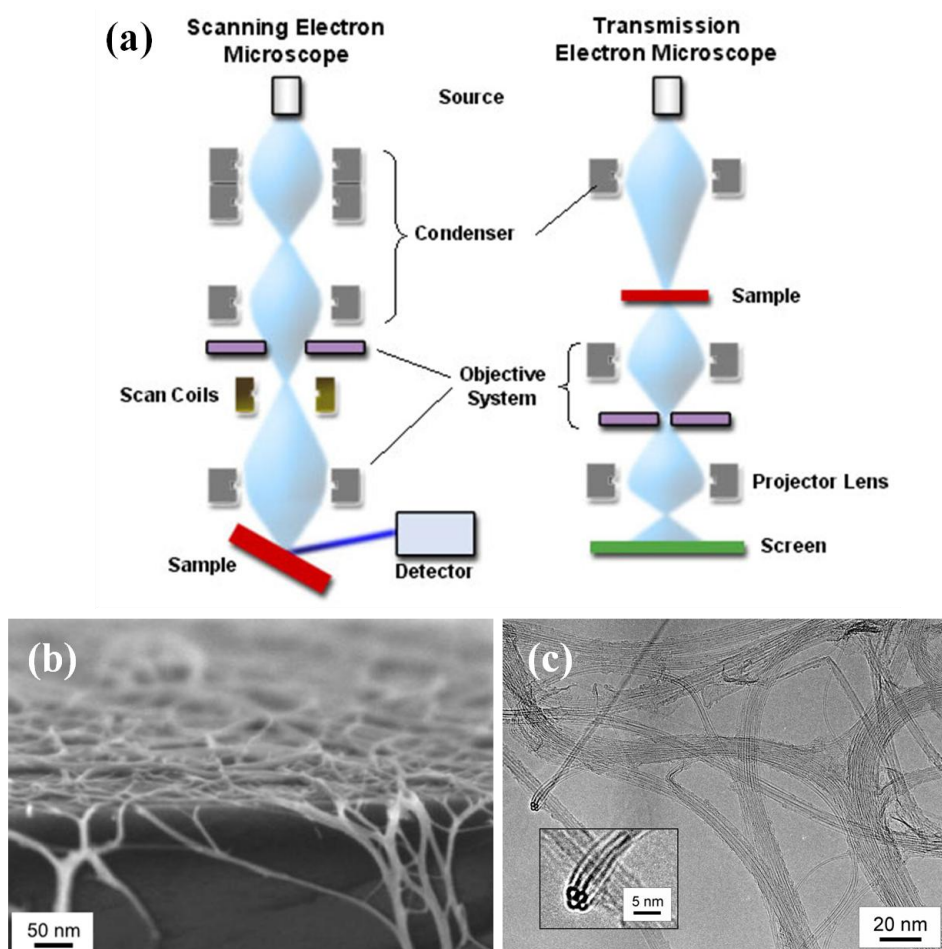 (a)
Scanning Electron
Microscope
Transmission
Electron Microscope
Source
Condenser
Sample
Scan Coils
Objective
System
Projector Lens
Sample
Detector
Screen
(b)
50 nm
(c)
5 nm
20 nm